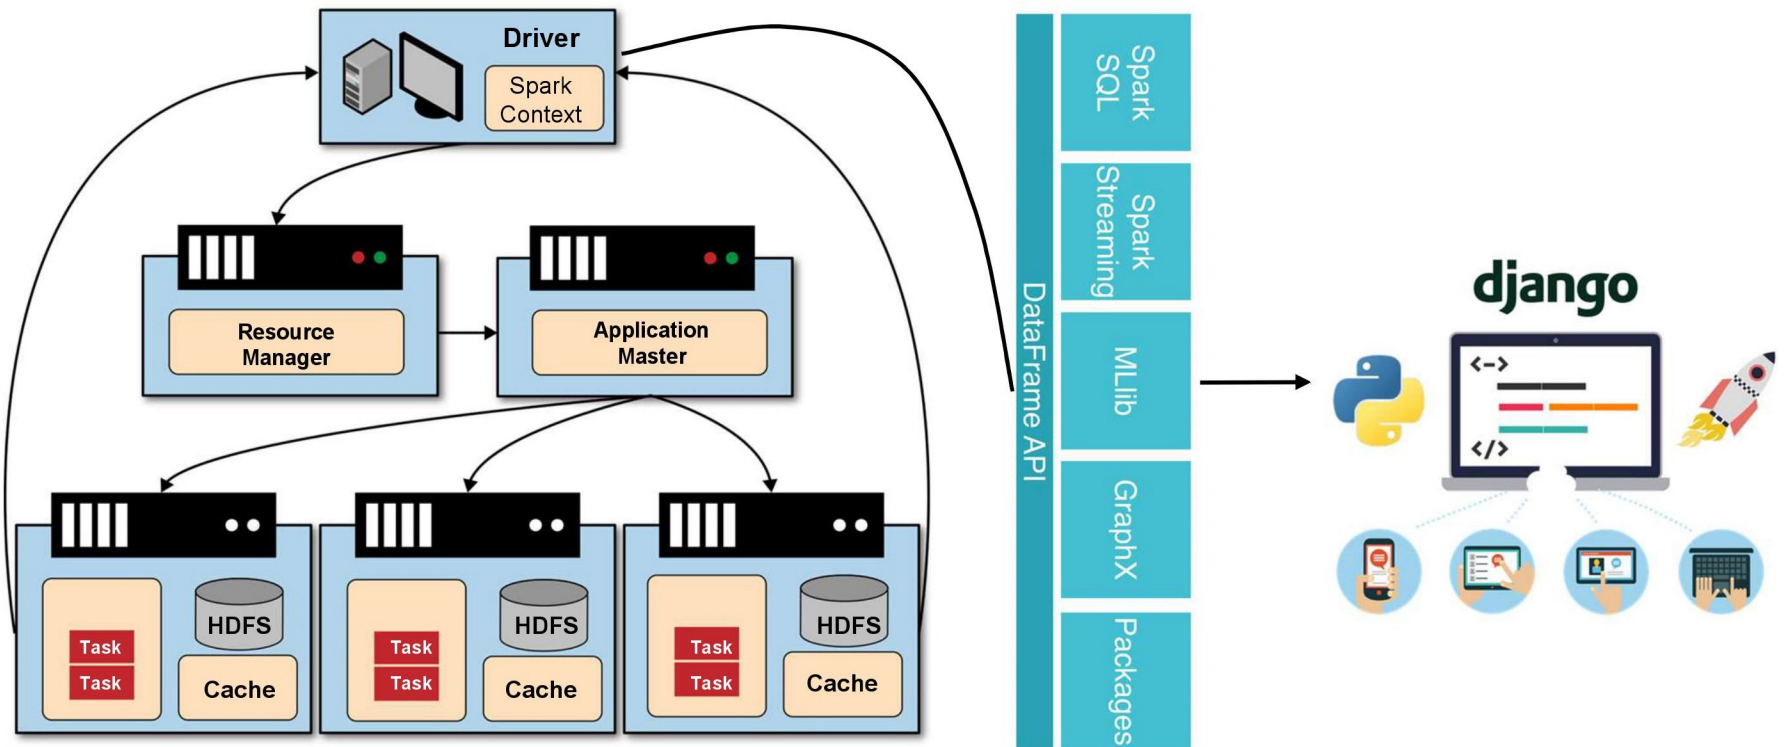 Driver
Spark
Context
Resource
Manager
Application
Master
HDFS
Task
Task
Cache
HDFS
Task
Task
Cache
HDFS
Task
Task
Cache
DataFrame API
Spark
SQL
Spark
Streaming
MLlib
GraphX
Packages
django
<->
</>